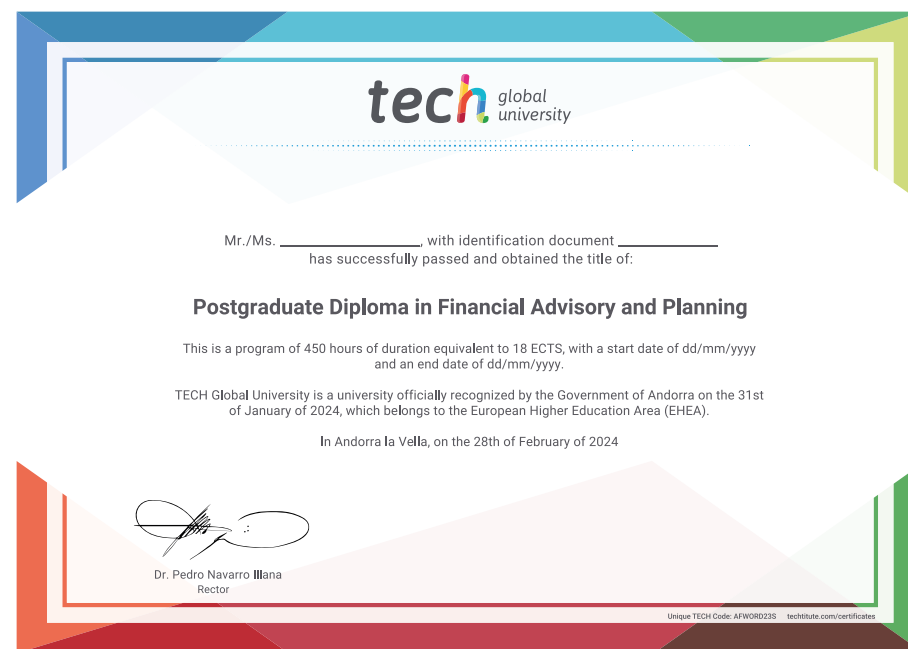 tech global university
Mr./Ms. ____________________, with identification document ______________
has successfully passed and obtained the title of:
Postgraduate Diploma in Financial Advisory and Planning
This is a program of 450 hours of duration equivalent to 18 ECTS, with a start date of dd/mm/yyyy
and an end date of dd/mm/yyyy.
TECH Global University is a university officially recognized by the Government of Andorra on the 31st
of January of 2024, which belongs to the European Higher Education Area (EHEA).
In Andorra la Vella, on the 28th of February of 2024
Dr. Pedro Navarro Illana
Rector
Unique TECH Code: AFWORD23S techtitute.com/certificates